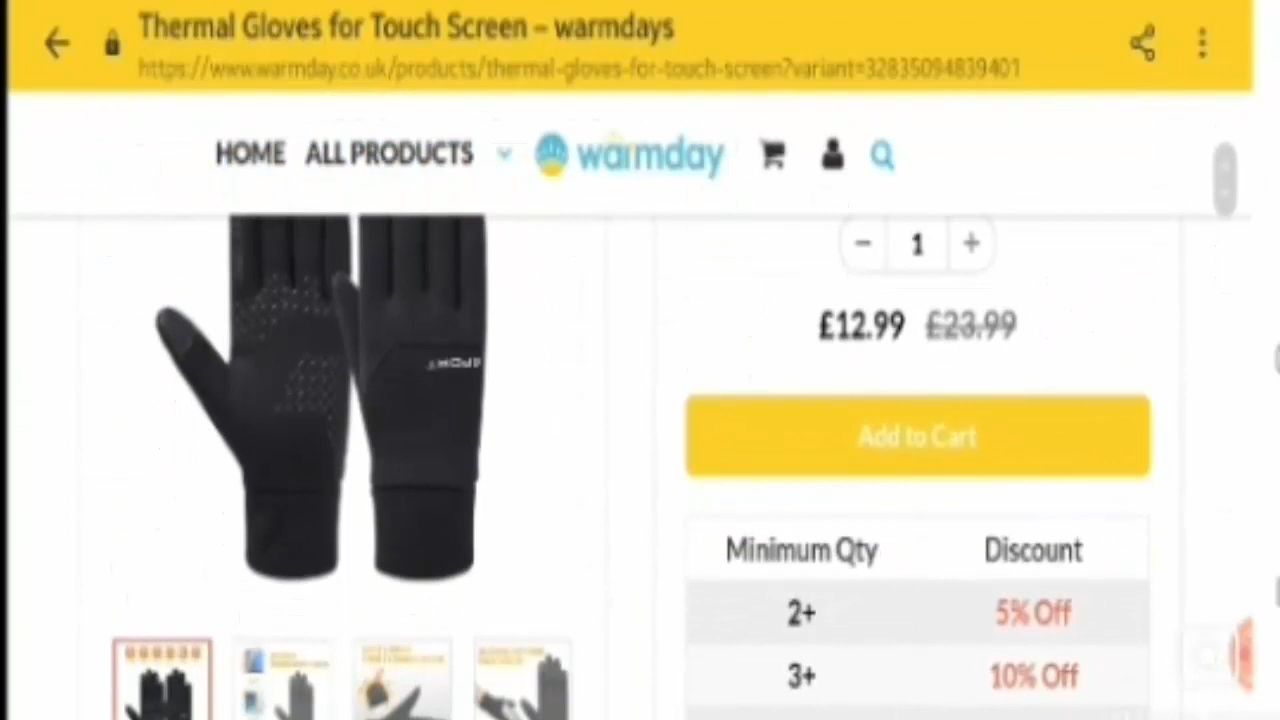 Thermal Gloves for Touch Screen – warmdays
https://www.warmday.co.uk/products/thermal-gloves-for-touch-screen?variant=32835094839401
HOME ALL PRODUCTS warmday
1
£12.99 £23.99
Add to Cart
Minimum Qty Discount
2+ 5% Off
3+ 10% Off